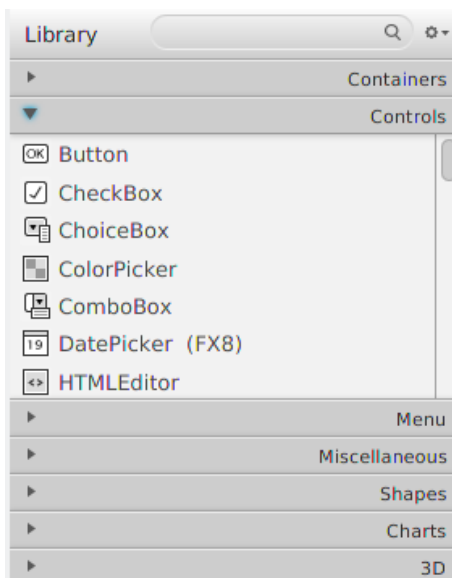 Library
Containers
Controls
OK Button
CheckBox
ChoiceBox
ColorPicker
ComboBox
19 DatePicker (FX8)
<> HTMLEditor
Menu
Miscellaneous
Shapes
Charts
3D